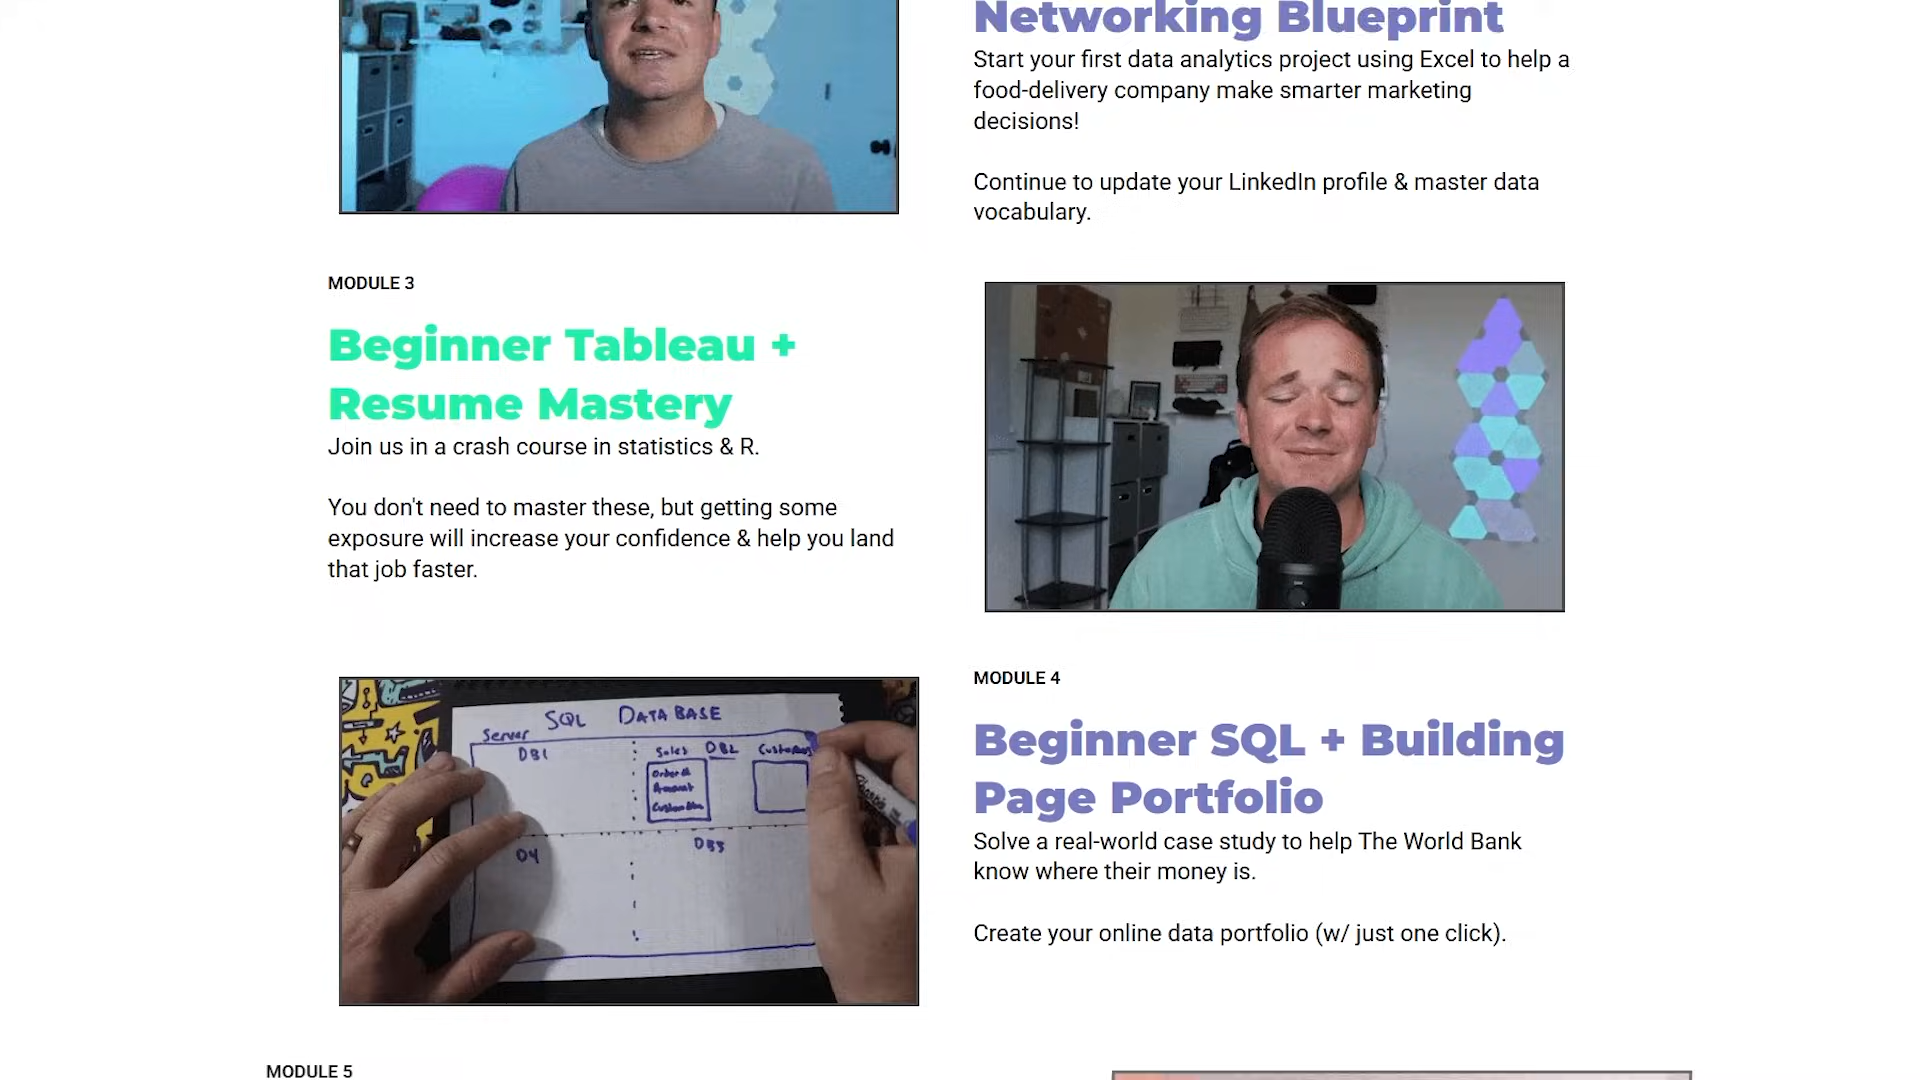 Networking Blueprint
Start your first data analytics project using Excel to help a
food-delivery company make smarter marketing
decisions!
Continue to update your LinkedIn profile & master data
vocabulary.
MODULE 3
Beginner Tableau +
Resume Mastery
Join us in a crash course in statistics & R.
You don't need to master these, but getting some
exposure will increase your confidence & help you land
that job faster.
SQL DATABASE
Server
DB1
Sales DB2 Customers
Order #
Amount
D4
DB3
MODULE 4
Beginner SQL + Building
Page Portfolio
Solve a real-world case study to help The World Bank
know where their money is.
Create your online data portfolio (w/ just one click).
MODULE 5